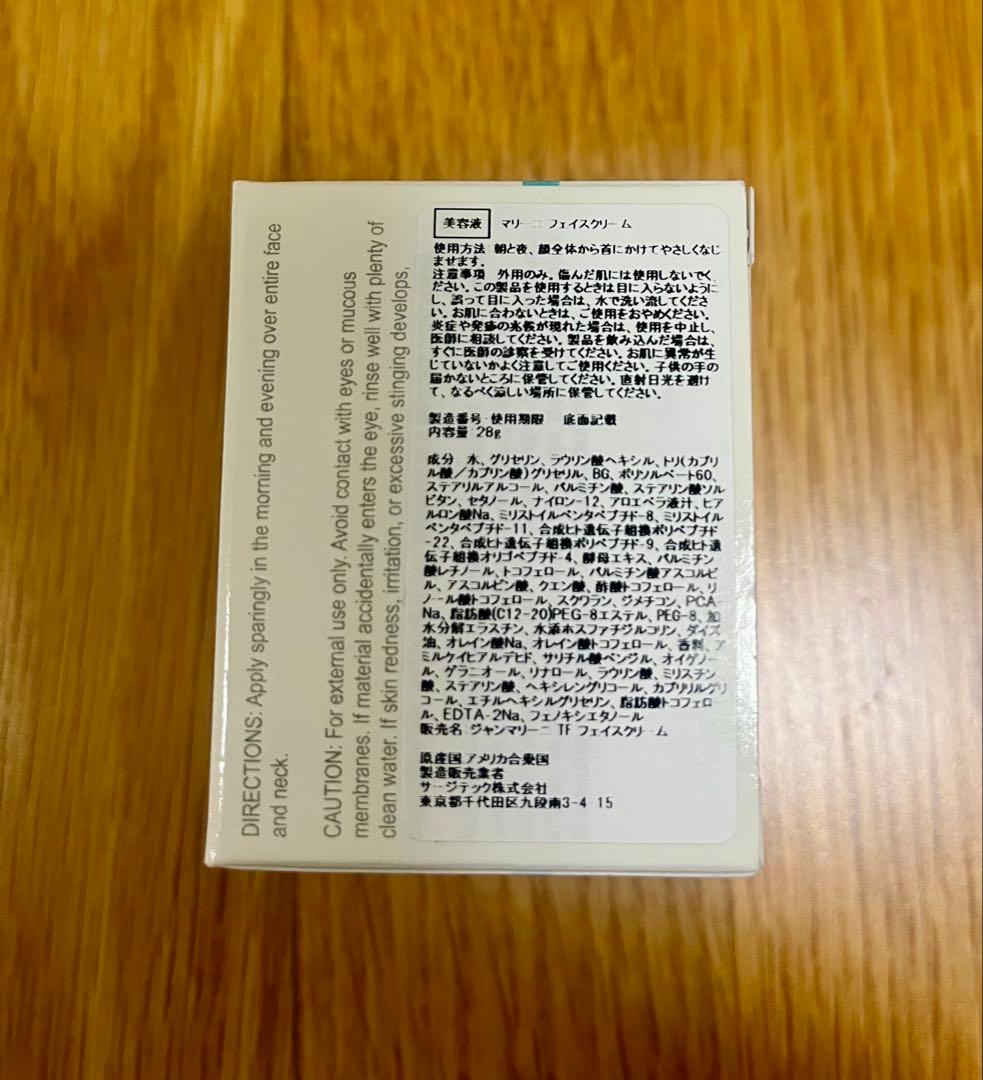 DIRECTIONS: Apply sparingly in the morning and evening over entire face
and neck.
CAUTION: For external use only. Avoid contact with eyes or mucous
membranes. If material accidentally enters the eye, rinse well with plenty of
clean water. If skin redness, irritation, or excessive stinging develops,
美容液 マリーニ フェイスクリーム
使用方法 朝と夜、顔全体から首にかけてやさしくなじ
ませます。
注意事項 外用のみ。傷んだ肌には使用しないでく
ださい。この製品を使用するときは目に入らないように
し、誤って目に入った場合は、水で洗い流してくださ
い。お肌に合わないときは、ご使用をおやめください。
炎症や発疹の兆候が現れた場合は、使用を中止し、
医師に相談してください。製品を飲み込んだ場合は、
すぐに医師の診察を受けてください。お肌に異常が生
じていないかよく注意してご使用ください。子供の手の
届かないところに保管してください。直射日光を避け
て、なるべく涼しい場所に保管してください。
製造番号・使用期限 底面記載
内容量:28g
成分 水、グリセリン、ラウリン酸ヘキシル、トリ(カプリ
ル酸/カプリン酸)グリセリル、BG、ポリソルベート60、
ステアリルアルコール、パルミチン酸、ステアリン酸ソル
ビタン、セタノール、ナイロン-12、アロエベラ液汁、ヒア
ルロン酸Na、ミリストイルペンタペプチド-8、ミリストイル
ペンタペプチド-11、合成ヒト遺伝子組換ポリペプチド
-22、合成ヒト遺伝子組換ポリペプチド-9、合成ヒト遺
伝子組換オリゴペプチド-4、酵母エキス、パルミチン
酸レチノール、トコフェロール、パルミチン酸アスコルビ
ル、アスコルビン酸、クエン酸、酢酸トコフェロール、リ
ノール酸トコフェロール、スクワラン、ジメチコン、PCA-
Na、脂肪酸(C12-20)PEG-8エステル、PEG-8、加
水分解エラスチン、水添ホスファチジルコリン、ダイズ
油、オレイン酸Na、オレイン酸トコフェロール、香料、ア
ミルケイヒアルデヒド、サリチル酸ベンジル、オイゲノー
ル、ゲラニオール、リナロール、ラウリン酸、ミリスチン
酸、ステアリン酸、ヘキシレングリコール、カプリリルグリ
コール、エチルヘキシルグリセリン、脂肪酸トコフェロ
ル、EDTA-2Na、フェノキシエタノール
販売名 ジャンマリーニ TF フェイスクリーム
原産国 アメリカ合衆国
製造販売業者
サージテック株式会社
東京都千代田区九段南3-4-15